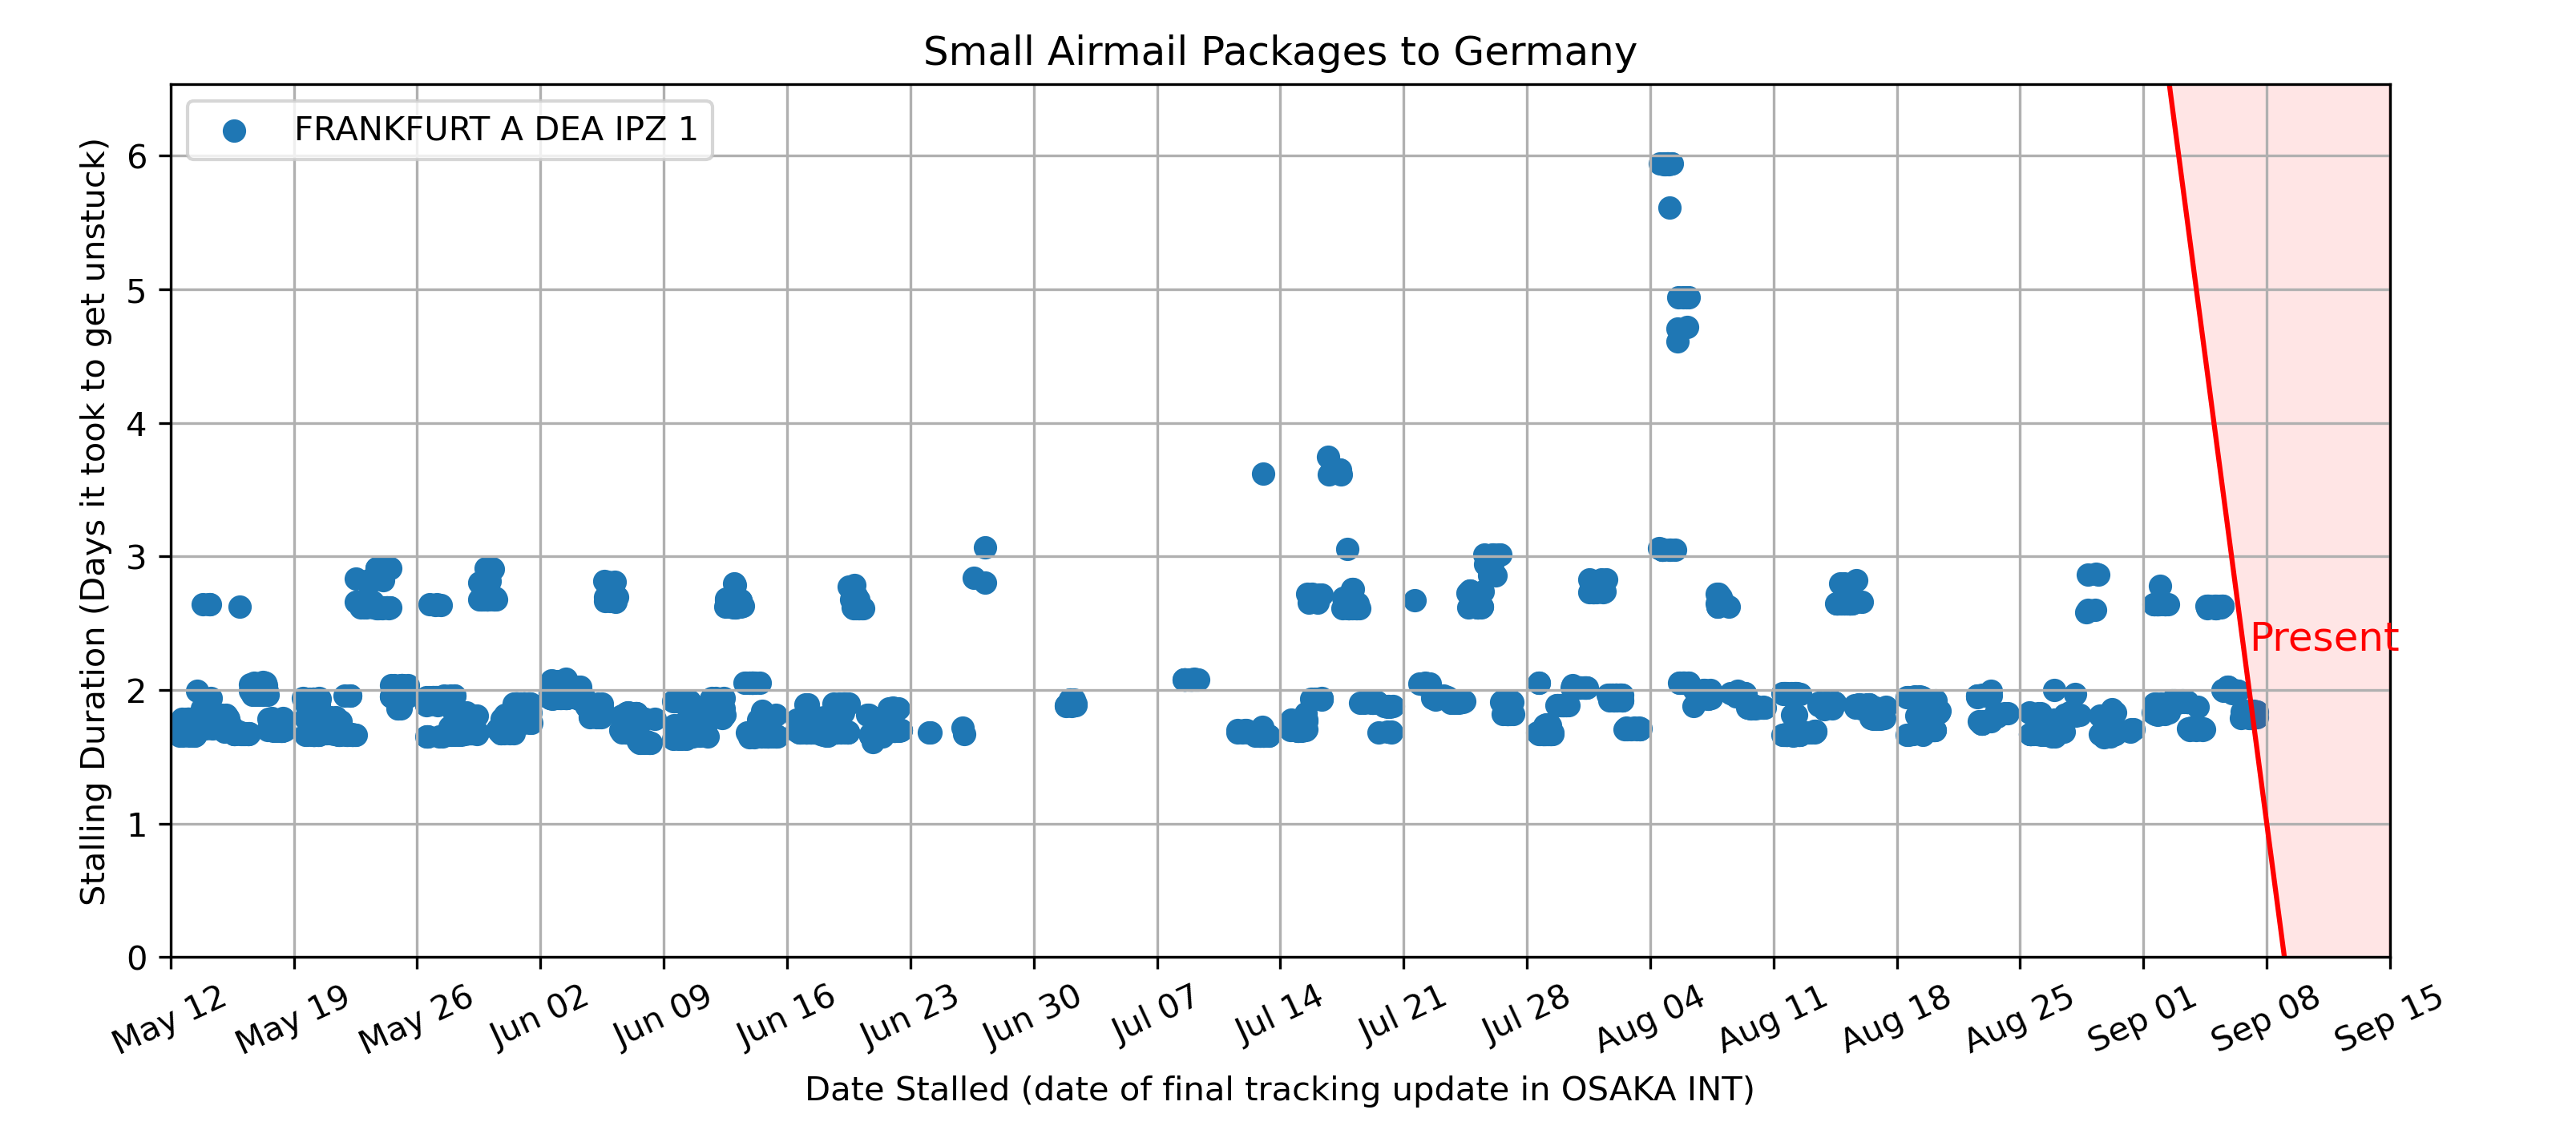 Small Airmail Packages to Germany
FRANKFURT A DEA IPZ 1
Stalling Duration (Days it took to get unstuck)
6
5
4
3
2
1
0
Present
May 12
May 19
May 26
Jun 02
Jun 09
Jun 16
Jun 23
Jun 30
Jul 07
Jul 14
Jul 21
Jul 28
Aug 04
Aug 11
Aug 18
Aug 25
Sep 01
Sep 08
Sep 15
Date Stalled (date of final tracking update in OSAKA INT)